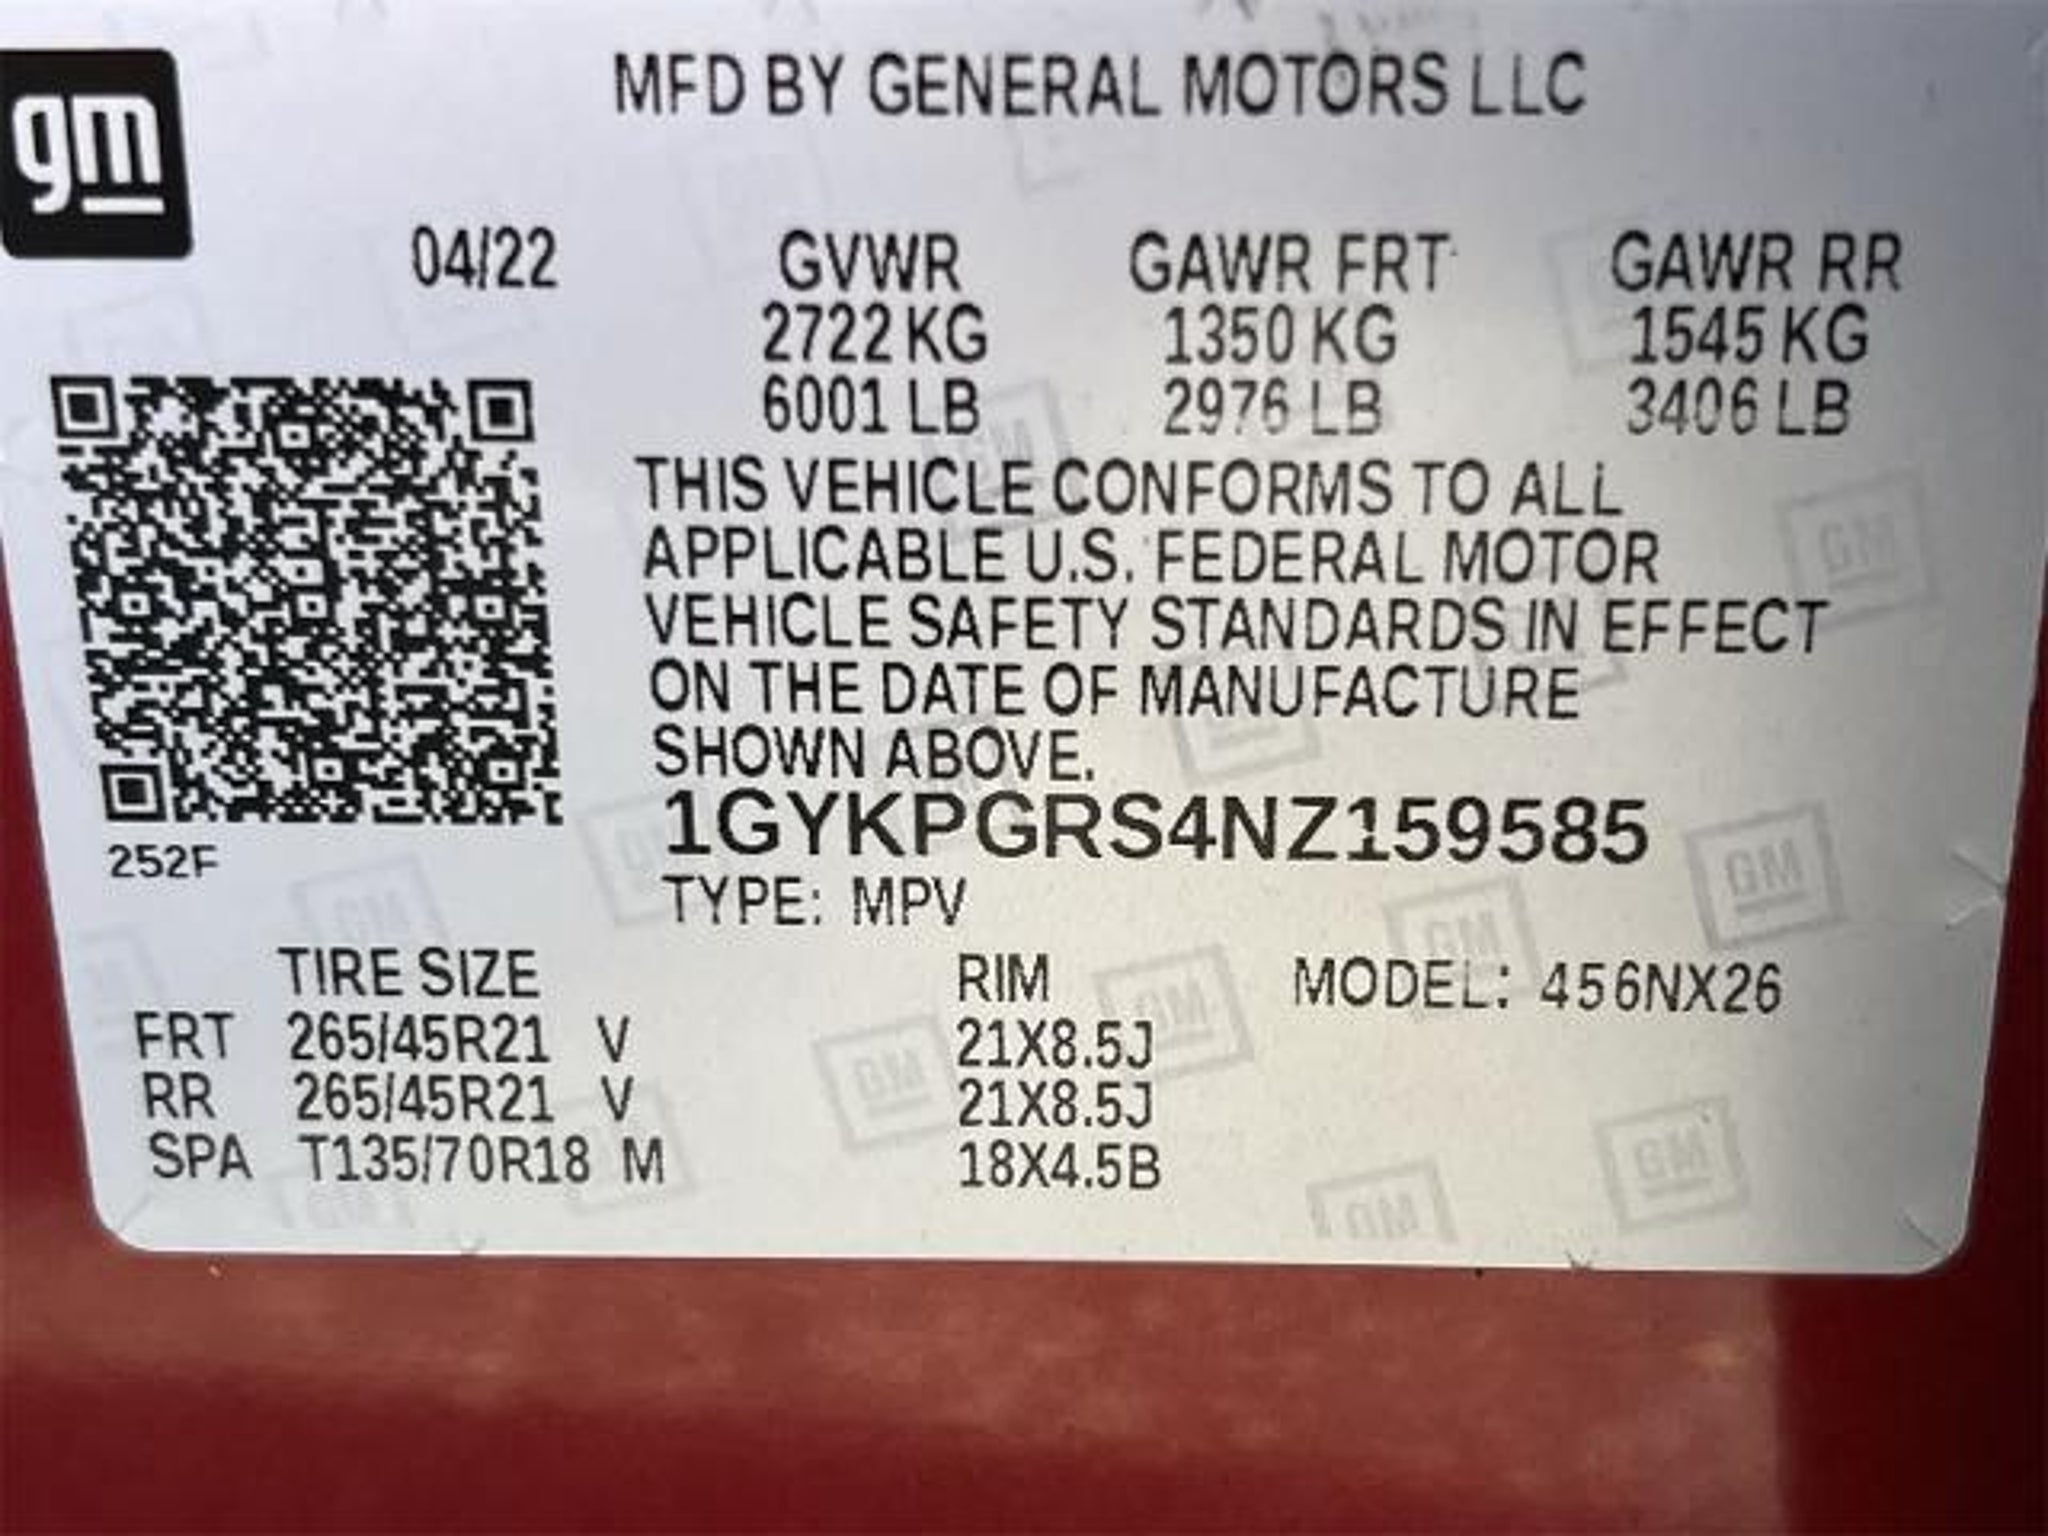 gm
MFD BY GENERAL MOTORS LLC
04/22 GVWR GAWR FRT GAWR RR
2722 KG 1350 KG 1545 KG
6001 LB 2976 LB 3406 LB
THIS VEHICLE CONFORMS TO ALL
APPLICABLE U.S. FEDERAL MOTOR
VEHICLE SAFETY STANDARDS IN EFFECT
ON THE DATE OF MANUFACTURE
SHOWN ABOVE.
1GYKPGRS4NZ159585
252F
TYPE: MPV
TIRE SIZE RIM MODEL: 456NX26
FRT 265/45R21 V 21X8.5J
RR 265/45R21 V 21X8.5J
SPA T135/70R18 M 18X4.5B